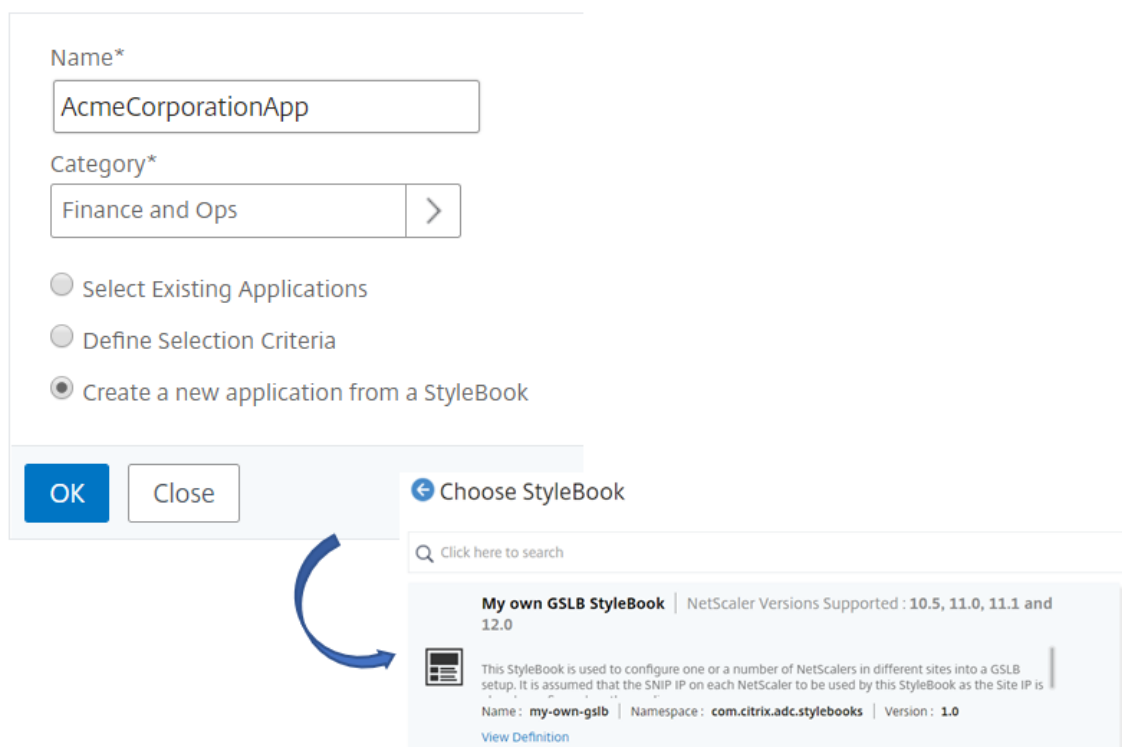 Name*
AcmeCorporationApp
Category*
Finance and Ops
Select Existing Applications
Define Selection Criteria
Create a new application from a StyleBook
OK Close
Choose StyleBook
Click here to search
My own GSLB StyleBook | NetScaler Versions Supported : 10.5, 11.0, 11.1 and
12.0
This StyleBook is used to configure one or a number of NetScalers in different sites into a GSLB
setup. It is assumed that the SNIP IP on each NetScaler to be used by this StyleBook as the Site IP is
Name : my-own-gslb | Namespace : com.citrix.adc.stylebooks | Version : 1.0
View Definition